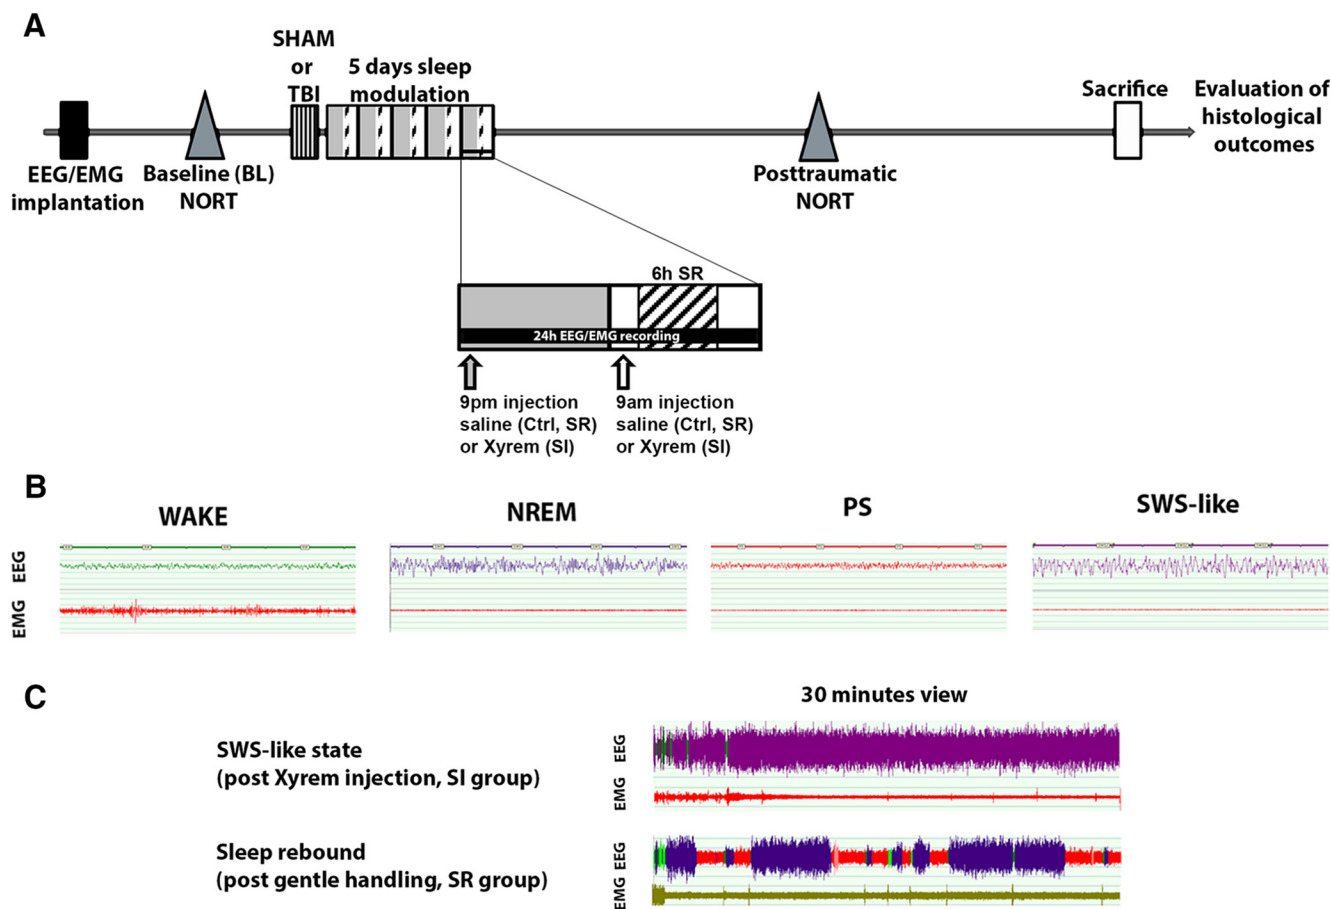 A
SHAM
or
TBI
5 days sleep
modulation
Sacrifice
Evaluation of
histological
outcomes
EEG/EMG
implantation
Baseline (BL)
NORT
Posttraumatic
NORT
6h SR
24h EEG/EMG recording
9pm injection
saline (Ctrl, SR)
or Xyrem (SI)
9am injection
saline (Ctrl, SR)
or Xyrem (SI)
B
WAKE
NREM
PS
SWS-like
EEG
EMG
C
30 minutes view
SWS-like state
(post Xyrem injection, SI group)
EEG
EMG
Sleep rebound
(post gentle handling, SR group)
EEG
EMG